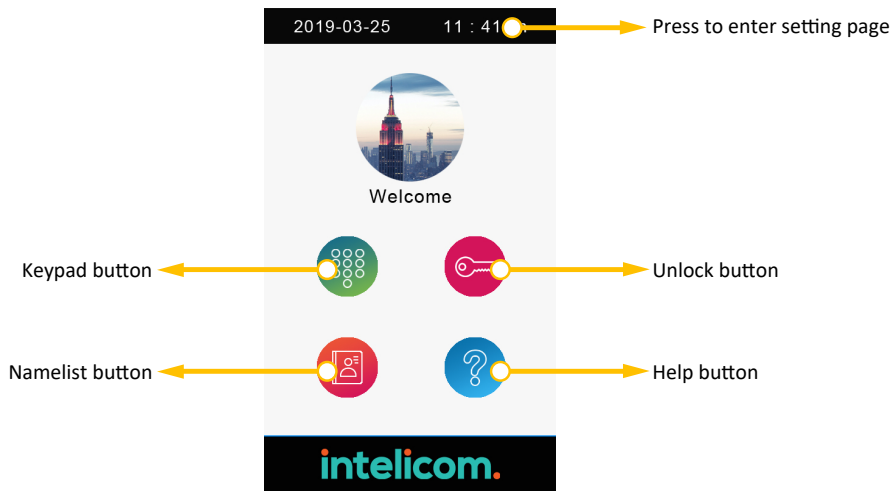 2019-03-25 11 : 41
Press to enter setting page
Welcome
Keypad button
Unlock button
Namelist button
Help button
intelicom.